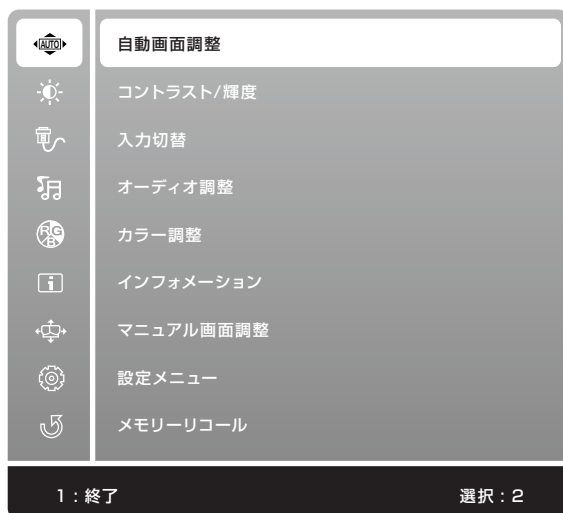 AUTO 自動画面調整
コントラスト/輝度
入力切替
オーディオ調整
RGB カラー調整
i インフォメーション
マニュアル画面調整
設定メニュー
メモリーリコール
1：終了 選択：2